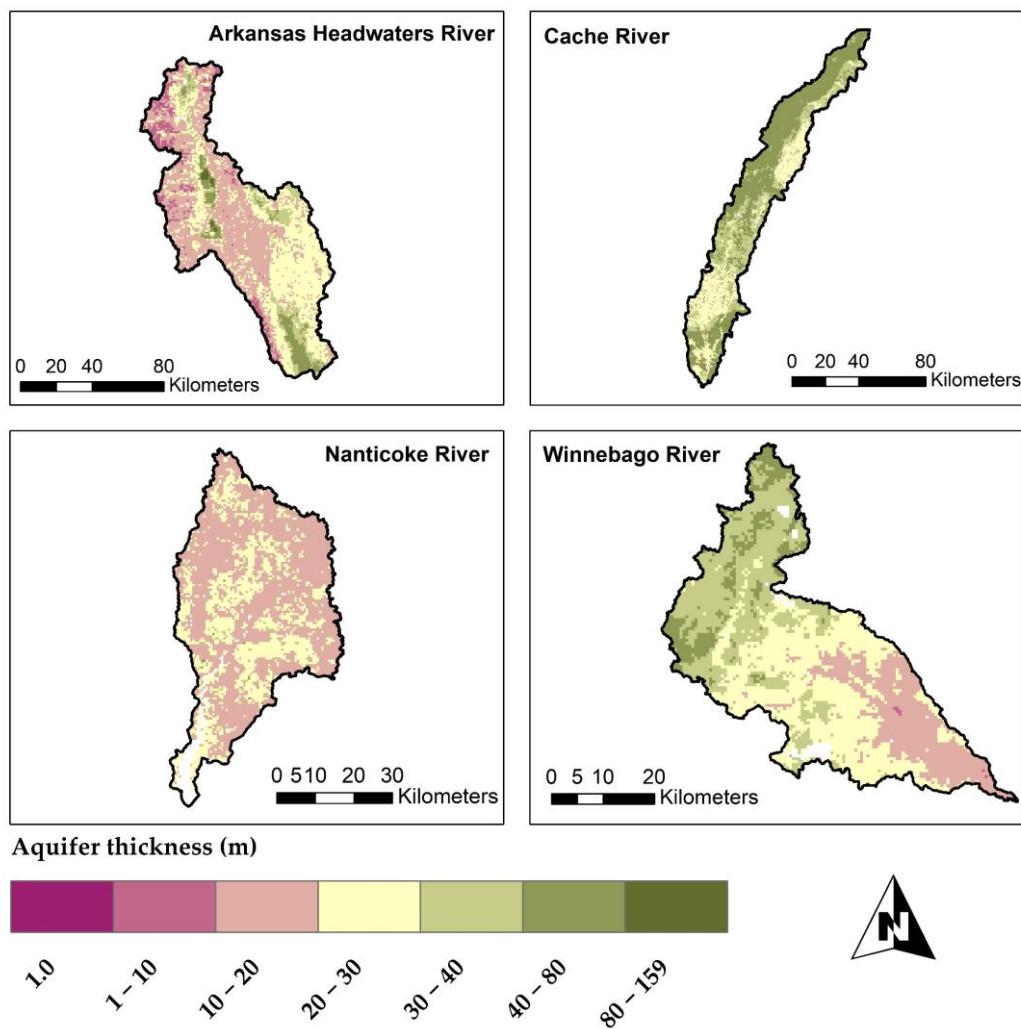 Arkansas Headwaters River
0 20 40 80
Kilometers
Cache River
0 20 40 80
Kilometers
Nanticoke River
0 510 20 30
Kilometers
Winnebago River
0 5 10 20
Kilometers
Aquifer thickness (m)
1.0
1 – 10
10 – 20
20 – 30
30 – 40
40 – 80
80 – 159
N